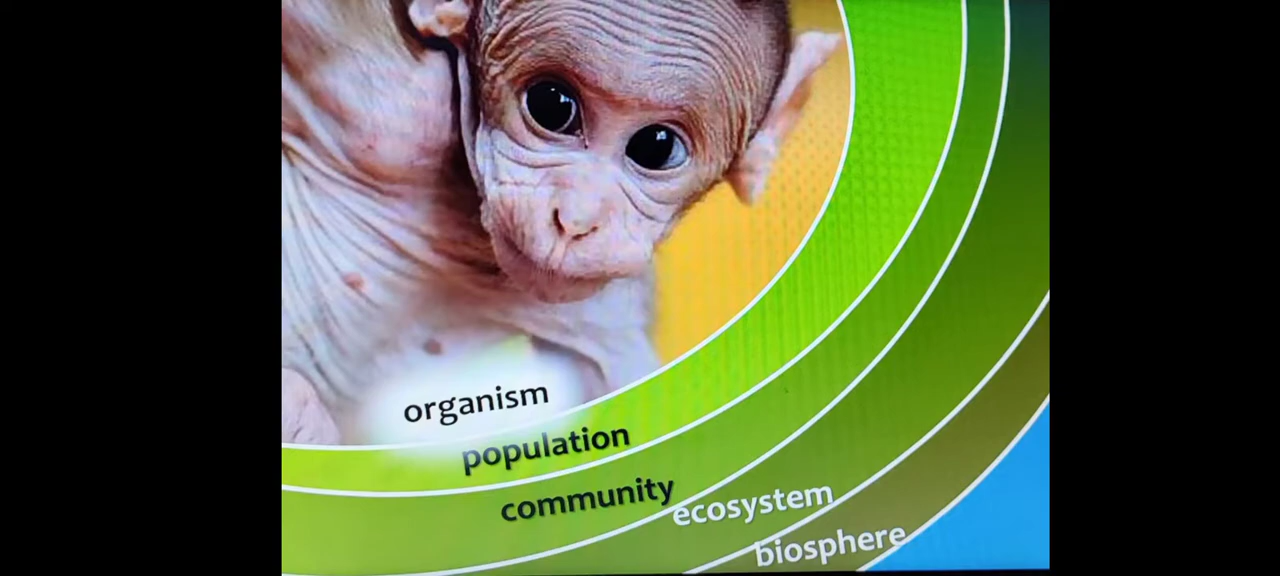 organism
population
community
ecosystem
biosphere